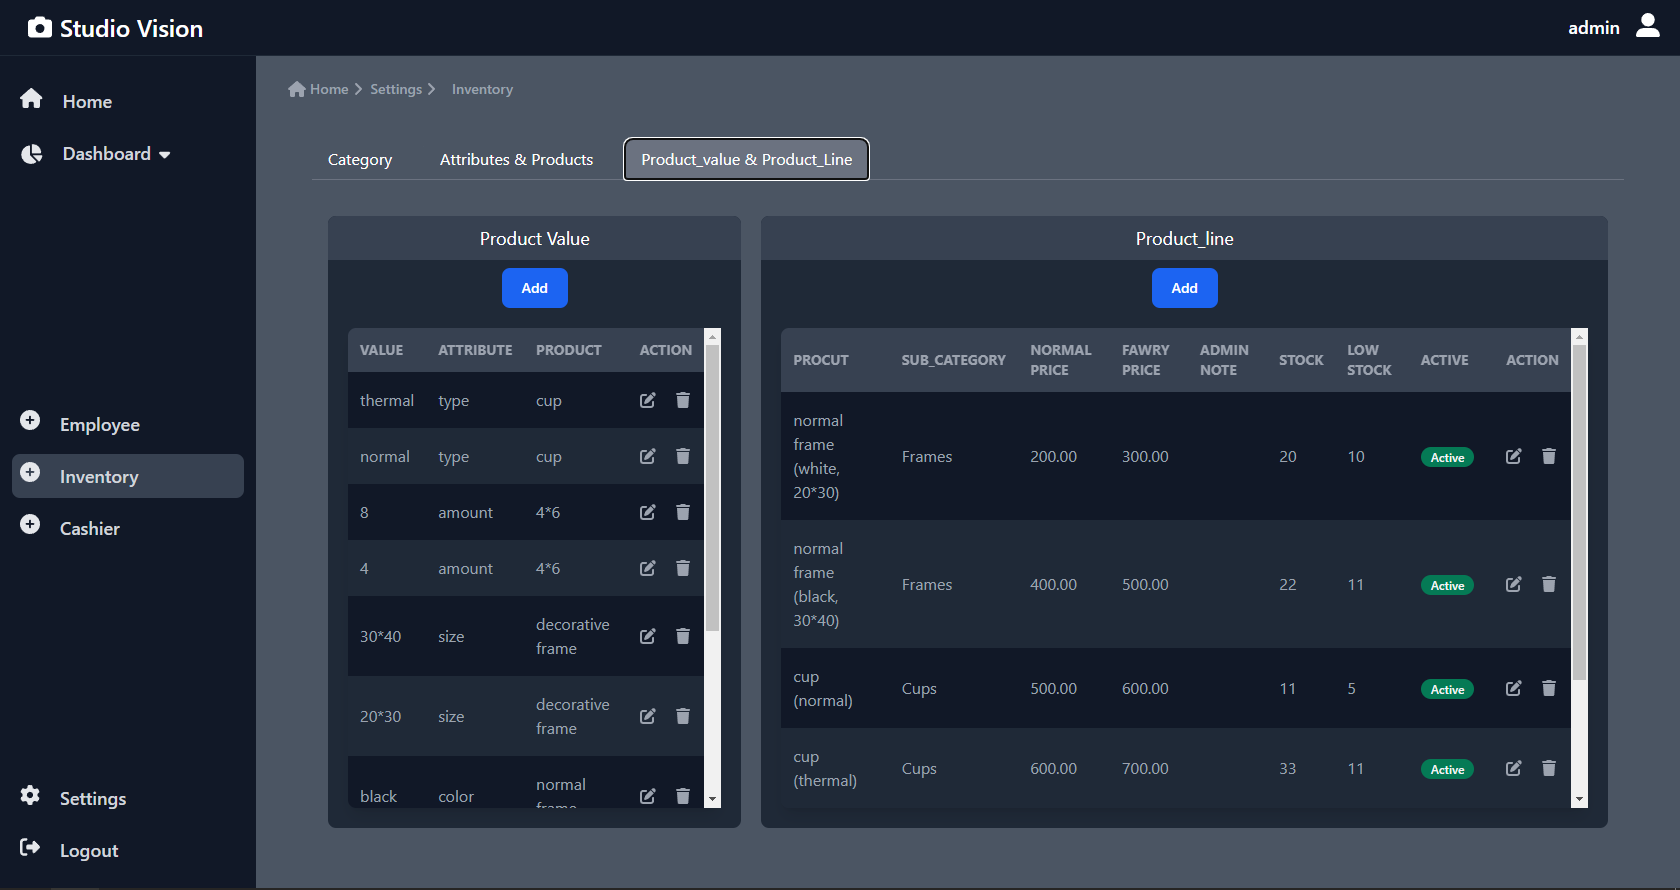 Studio Vision
admin
Home
Dashboard
Employee
Inventory
Cashier
Settings
Logout
Home Settings Inventory
Category Attributes & Products Product_value & Product_Line
Product Value
Add
VALUE ATTRIBUTE PRODUCT ACTION
thermal type cup
normal type cup
8 amount 4*6
4 amount 4*6
30*40 size decorative
frame
20*30 size decorative
frame
black color normal
frame
Product_line
Add
PROCUT SUB_CATEGORY NORMAL PRICE FAWRY PRICE ADMIN NOTE STOCK LOW STOCK ACTIVE ACTION
normal
frame
(white,
20*30)
Frames 200.00 300.00 20 10 Active
normal
frame
(black,
30*40)
Frames 400.00 500.00 22 11 Active
cup
(normal)
Cups 500.00 600.00 11 5 Active
cup
(thermal)
Cups 600.00 700.00 33 11 Active